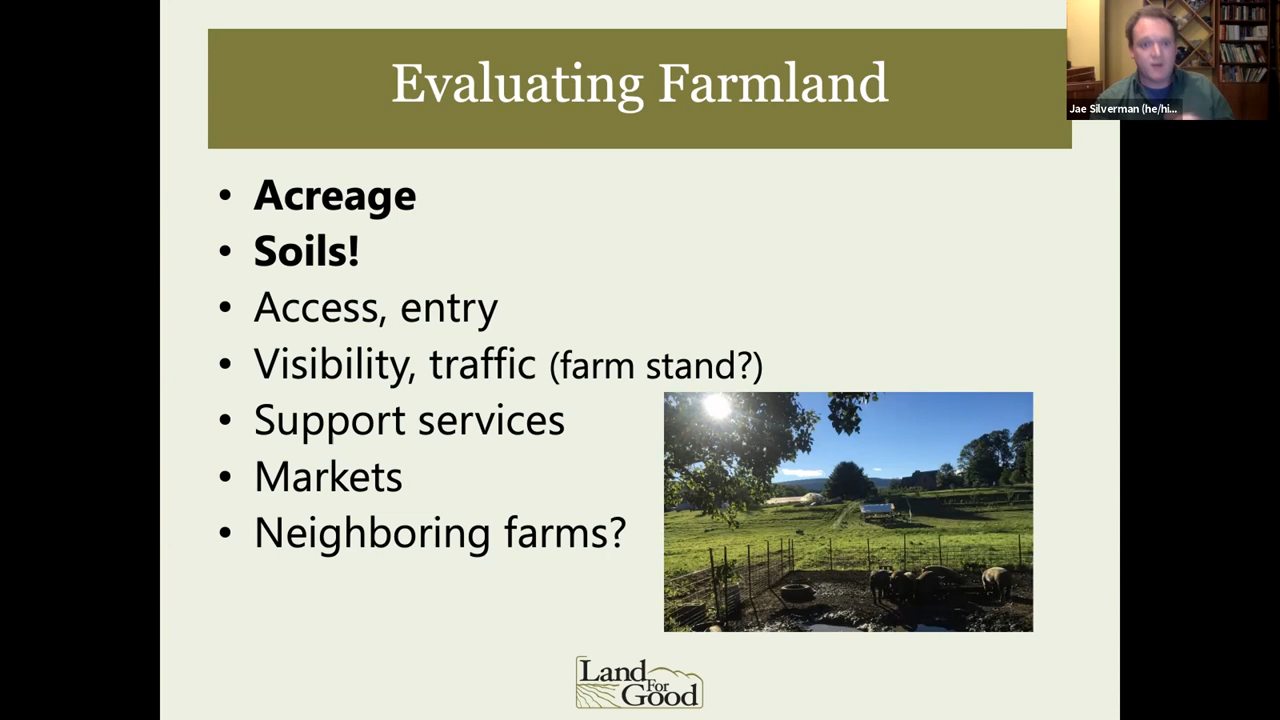 Evaluating Farmland
Jae Silverman (he/hi...
• Acreage
• Soils!
• Access, entry
• Visibility, traffic (farm stand?)
• Support services
• Markets
• Neighboring farms?
Land
For
Good